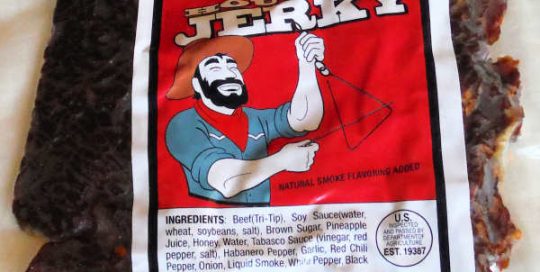 JERKY
NATURAL SMOKE FLAVORING ADDED
INGREDIENTS: Beef(Tri-Tip), Soy Sauce(water,
wheat, soybeans, salt), Brown Sugar, Pineapple
Juice, Honey, Water, Tabasco Sauce (vinegar, red
pepper, salt), Habanero Pepper, Garlic, Red Chili
Pepper, Onion, Liquid Smoke, White Pepper, Black
U.S.
INSPECTED
AND PASSED BY
DEPARTMENT OF
AGRICULTURE
EST. 19387